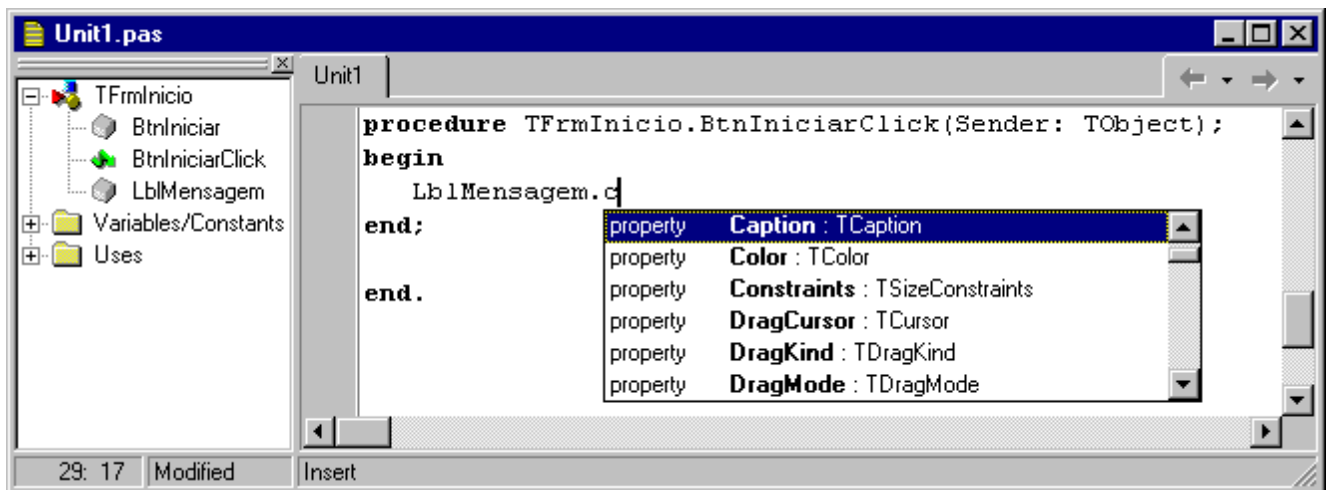 Unit1.pas
TFrmInicio
BtnIniciar
BtnIniciarClick
LblMensagem
Variables/Constants
Uses
Unit1
procedure TFrmInicio.BtnIniciarClick(Sender: TObject);
begin
LblMensagem.c
end;
end.
property Caption : TCaption
property Color : TColor
property Constraints : TSizeConstraints
property DragCursor : TCursor
property DragKind : TDragKind
property DragMode : TDragMode
29: 17 Modified Insert